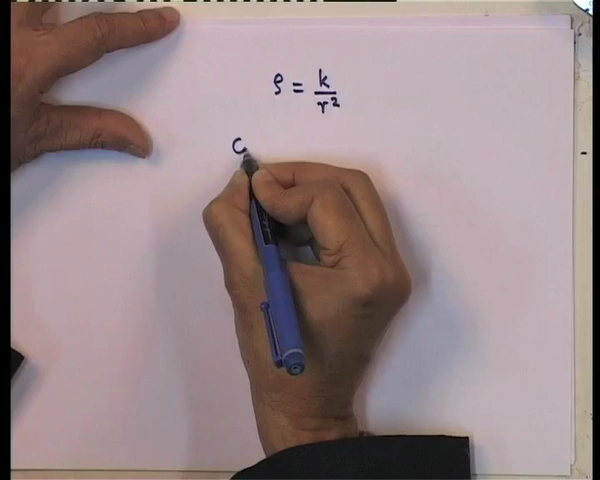 ρ = k/r²
C